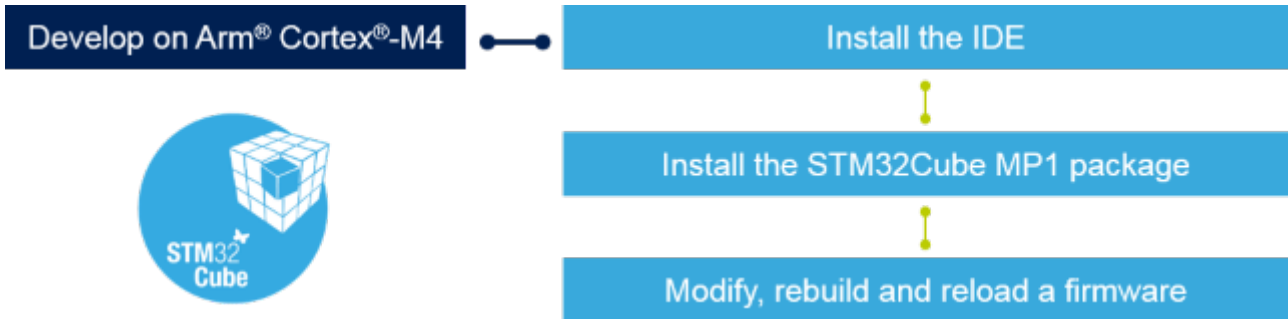 Develop on Arm® Cortex®-M4
Install the IDE
Install the STM32Cube MP1 package
Modify, rebuild and reload a firmware
STM32
Cube